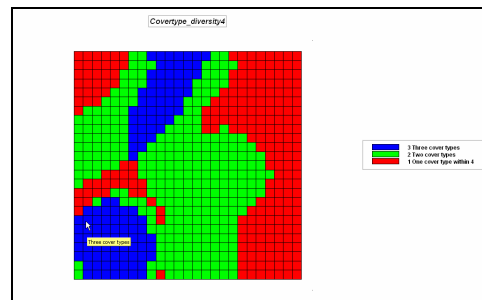 Covertype_diversity4
3 Three cover types
2 Two cover types
1 One cover type within 4
Three cover types